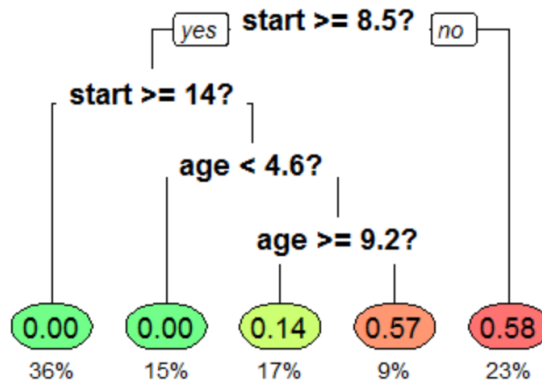 yes start >= 8.5? no
start >= 14?
age < 4.6?
age >= 9.2?
0.00 0.00 0.14 0.57 0.58
36% 15% 17% 9% 23%